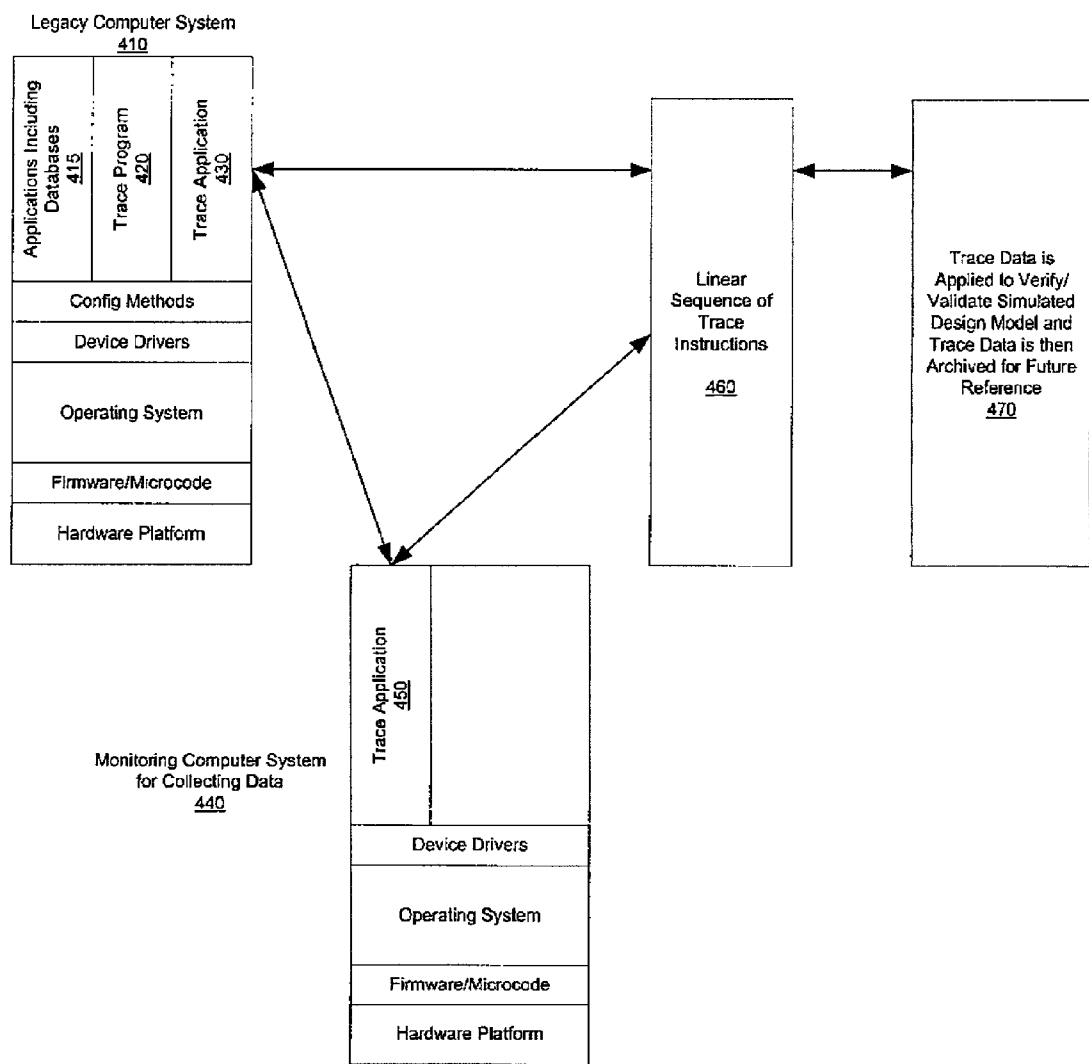 Legacy Computer System
410
Applications Including
Databases
415
Trace Program
420
Trace Application
430
Config Methods
Device Drivers
Operating System
Firmware/Microcode
Hardware Platform
Linear
Sequence of
Trace
Instructions
460
Trace Data is
Applied to Verify/
Validate Simulated
Design Model and
Trace Data is then
Archived for Future
Reference
470
Monitoring Computer System
for Collecting Data
440
Trace Application
450
Device Drivers
Operating System
Firmware/Microcode
Hardware Platform